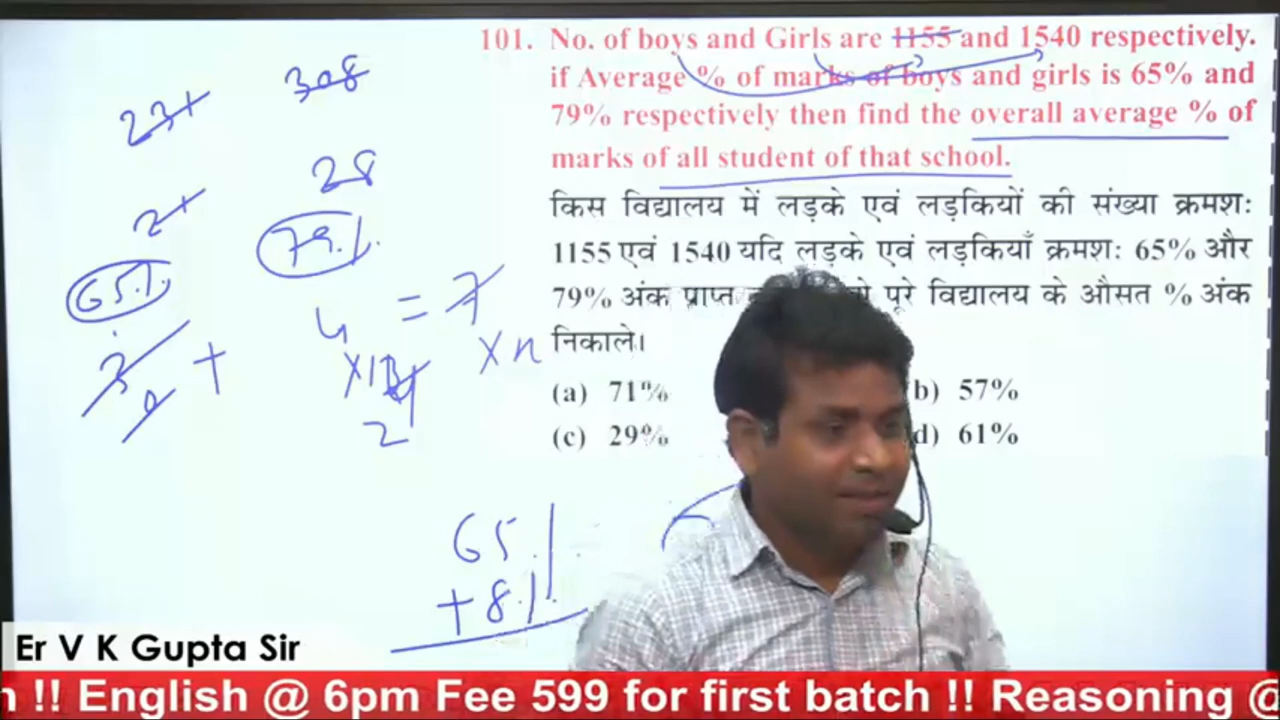 101. No. of boys and Girls are 1155 and 1540 respectively.
if Average % of marks of boys and girls is 65% and
79% respectively then find the overall average % of
marks of all student of that school.
किस विद्यालय में लड़के एवं लड़कियों की संख्या क्रमशः
1155 एवं 1540 यदि लड़के एवं लड़कियाँ क्रमशः 65% और
79% अंक प्राप्त पूरे विद्यालय के औसत % अंक
निकाले।
(a) 71% b) 57%
(c) 29% d) 61%
231 308
21 28
65% 79%
3 + 4 = 7
×14 ×n
2
65%
+8%
Er V K Gupta Sir
!! English @ 6pm Fee 599 for first batch !! Reasoning @